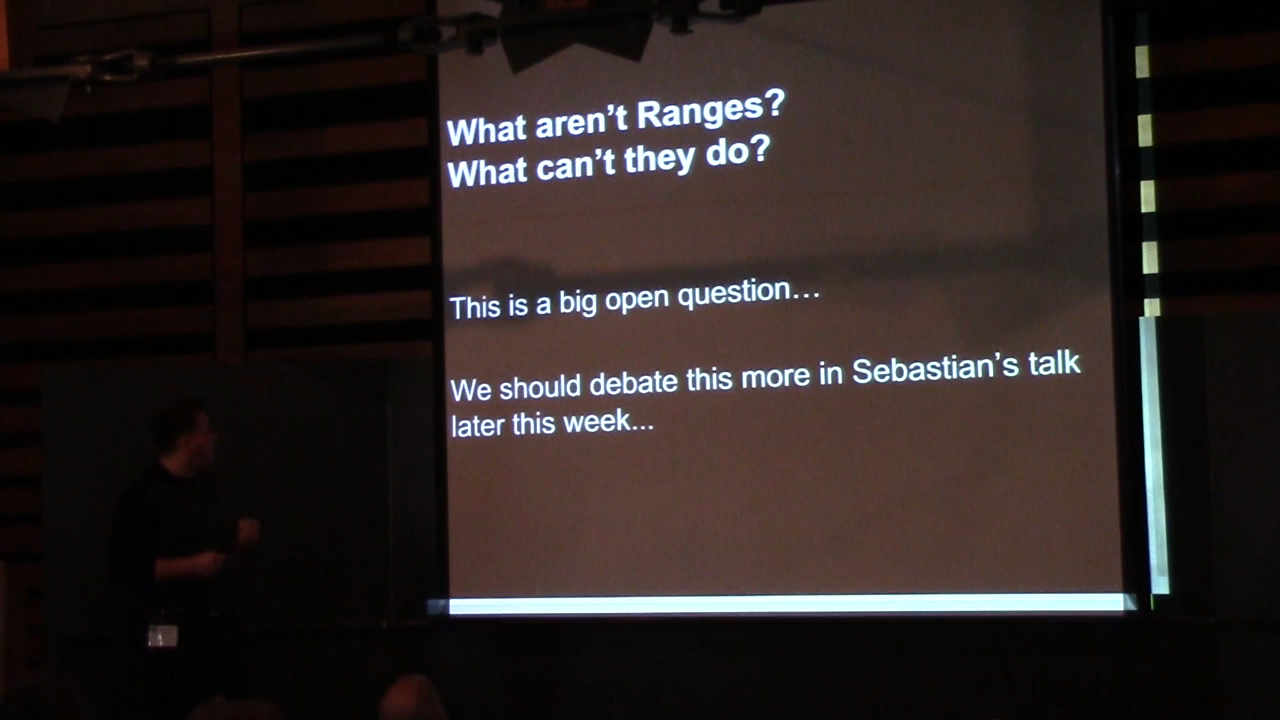 What aren’t Ranges?
What can’t they do?
This is a big open question…
We should debate this more in Sebastian’s talk
later this week...